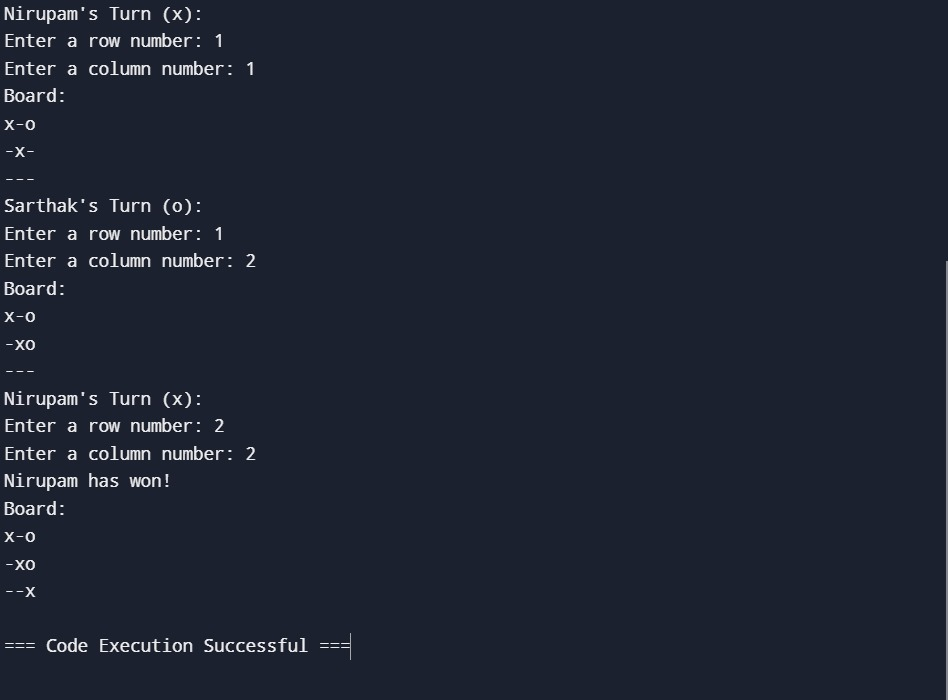 Nirupam's Turn (x):
Enter a row number: 1
Enter a column number: 1
Board:
x-o
-x-
---
Sarthak's Turn (o):
Enter a row number: 1
Enter a column number: 2
Board:
x-o
-xo
---
Nirupam's Turn (x):
Enter a row number: 2
Enter a column number: 2
Nirupam has won!
Board:
x-o
-xo
--x
=== Code Execution Successful ===